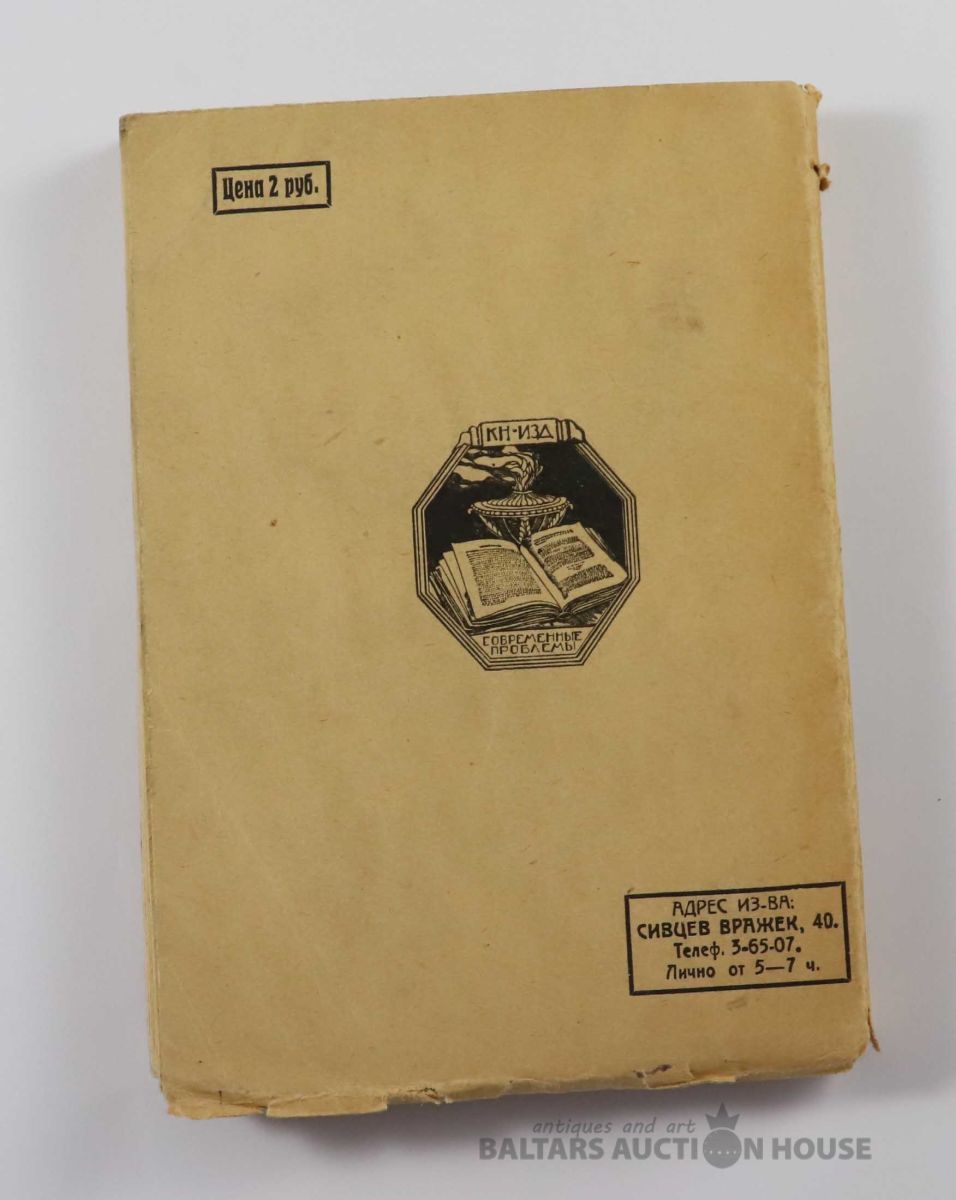 Цена 2 руб.
КН-ИЗД
СОВРЕМЕННЫЕ
ПРОБЛЕМЫ
АДРЕС ИЗ-ВА:
СИВЦЕВ ВРАЖЕК, 40.
Телеф. 3-65-07.
Лично от 5—7 ч.
antiques and art
BALTARS AUCTION HOUSE